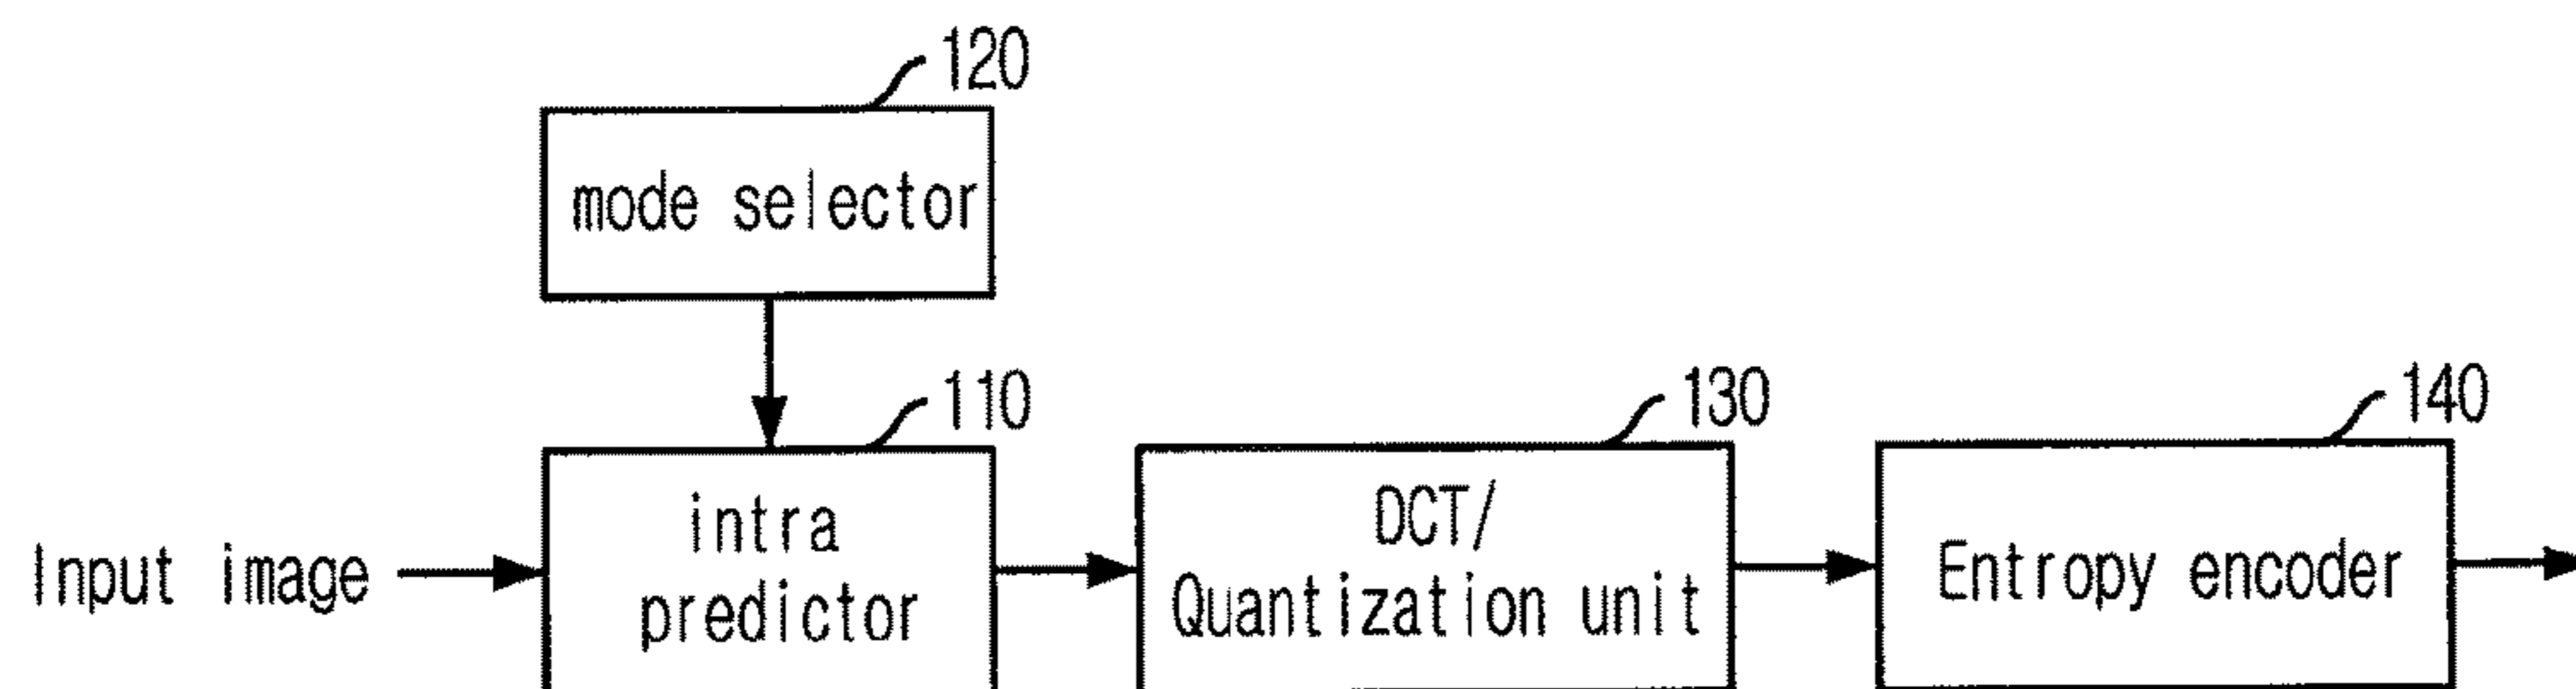 120
mode selector
110
130
140
Input image
intra
predictor
DCT/
Quantization unit
Entropy encoder